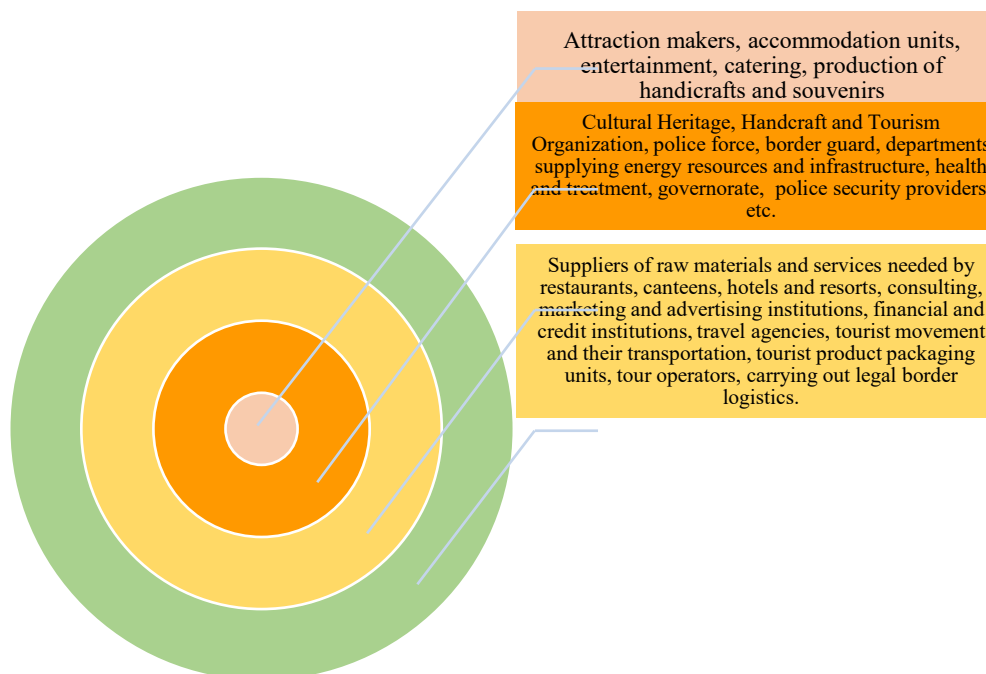 Attraction makers, accommodation units,
entertainment, catering, production of
handicrafts and souvenirs
Cultural Heritage, Handcraft and Tourism
Organization, police force, border guard, departments
supplying energy resources and infrastructure, health
and treatment, governorate, police security providers
etc.
Suppliers of raw materials and services needed by
restaurants, canteens, hotels and resorts, consulting,
marketing and advertising institutions, financial and
credit institutions, travel agencies, tourist movement
and their transportation, tourist product packaging
units, tour operators, carrying out legal border
logistics.